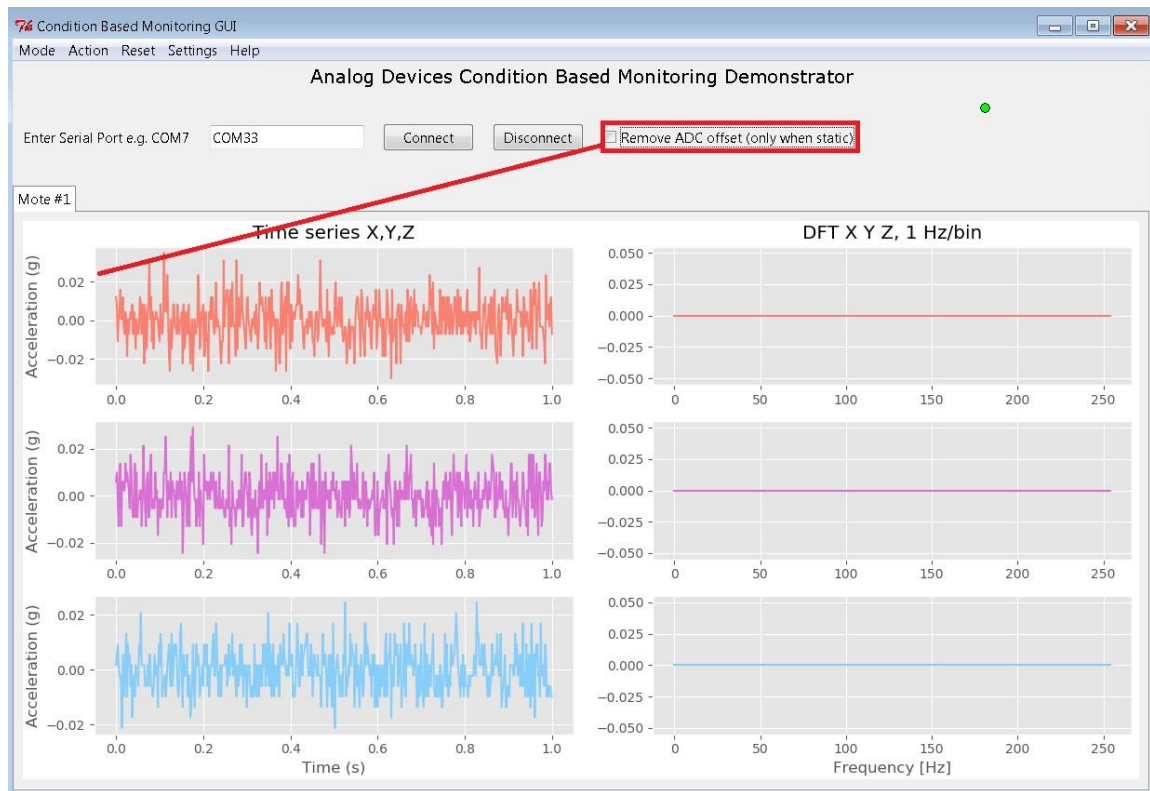 Condition Based Monitoring GUI
Mode Action Reset Settings Help
Analog Devices Condition Based Monitoring Demonstrator
Enter Serial Port e.g. COM7 COM33 Connect Disconnect Remove ADC offset (only when static)
Mote #1
Time series X,Y,Z
Acceleration (g)
0.02
0.00
−0.02
0.0 0.2 0.4 0.6 0.8 1.0
Acceleration (g)
0.02
0.00
−0.02
0.0 0.2 0.4 0.6 0.8 1.0
Acceleration (g)
0.02
0.00
−0.02
0.0 0.2 0.4 0.6 0.8 1.0
Time (s)
DFT X Y Z, 1 Hz/bin
0.050
0.025
0.000
−0.025
−0.050
0 50 100 150 200 250
0.050
0.025
0.000
−0.025
−0.050
0 50 100 150 200 250
0.050
0.025
0.000
−0.025
−0.050
0 50 100 150 200 250
Frequency [Hz]